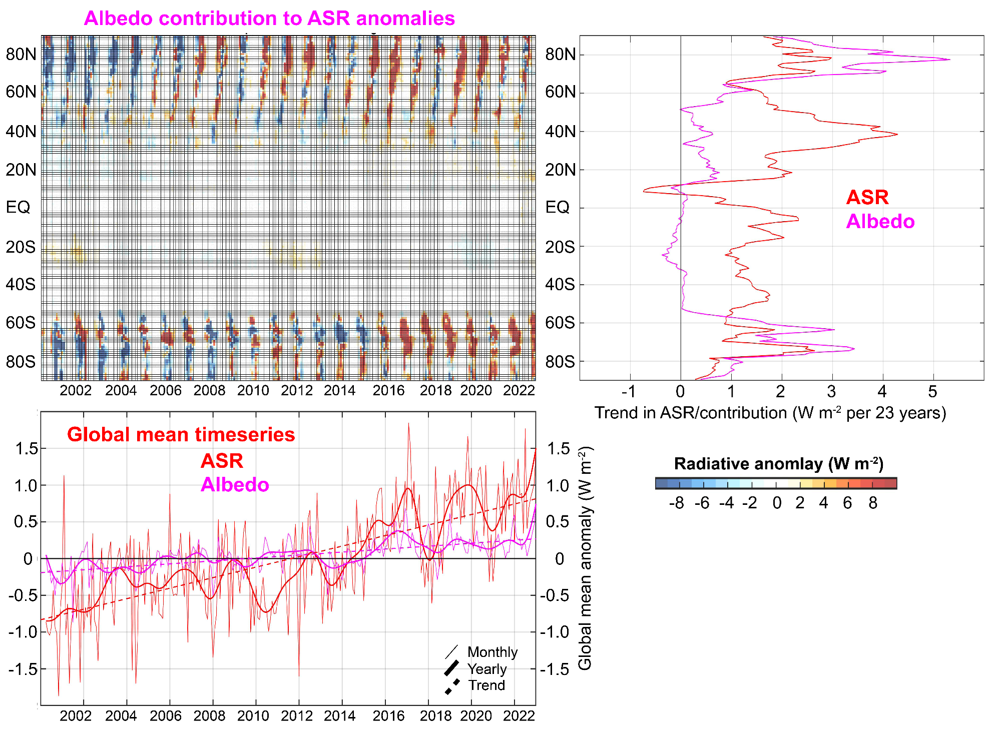 Albedo contribution to ASR anomalies
80N
60N
40N
20N
EQ
20S
40S
60S
80S
2002 2004 2006 2008 2010 2012 2014 2016 2018 2020 2022
80N
60N
40N
20N
EQ
20S
40S
60S
80S
ASR
Albedo
-1 0 1 2 3 4 5
Trend in ASR/contribution (W m-2 per 23 years)
Global mean timeseries
ASR
Albedo
1.5
1.0
0.5
0
-0.5
-1.0
-1.5
Monthly
Yearly
Trend
2002 2004 2006 2008 2010 2012 2014 2016 2018 2020 2022
1.5
1.0
0.5
0
-0.5
-1.0
-1.5
Global mean anomaly (W m-2)
Radiative anomlay (W m-2)
-8 -6 -4 -2 0 2 4 6 8